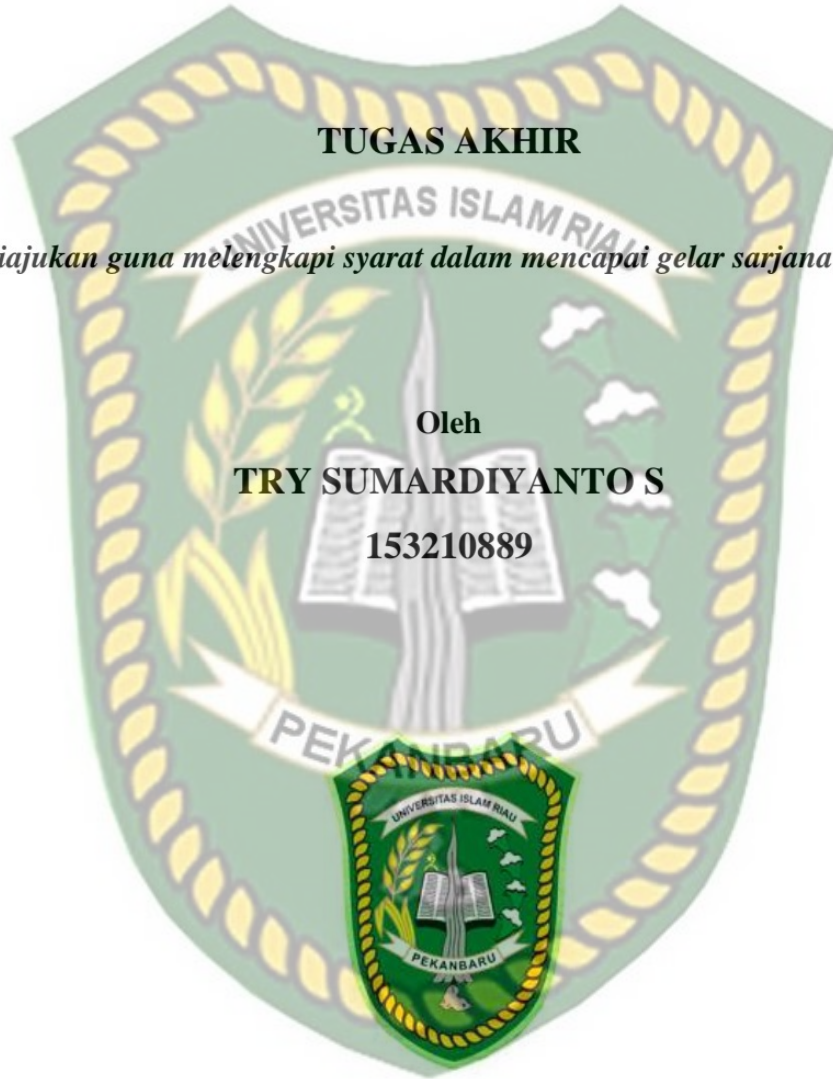 TUGAS AKHIR
UNIVERSITAS ISLAM RIAU
iajukan guna melengkapi syarat dalam mencapai gelar sarjana
Oleh
TRY SUMARDIYANTO S
153210889
PEKANBARU
UNIVERSITAS ISLAM RIAU
PEKANBARU